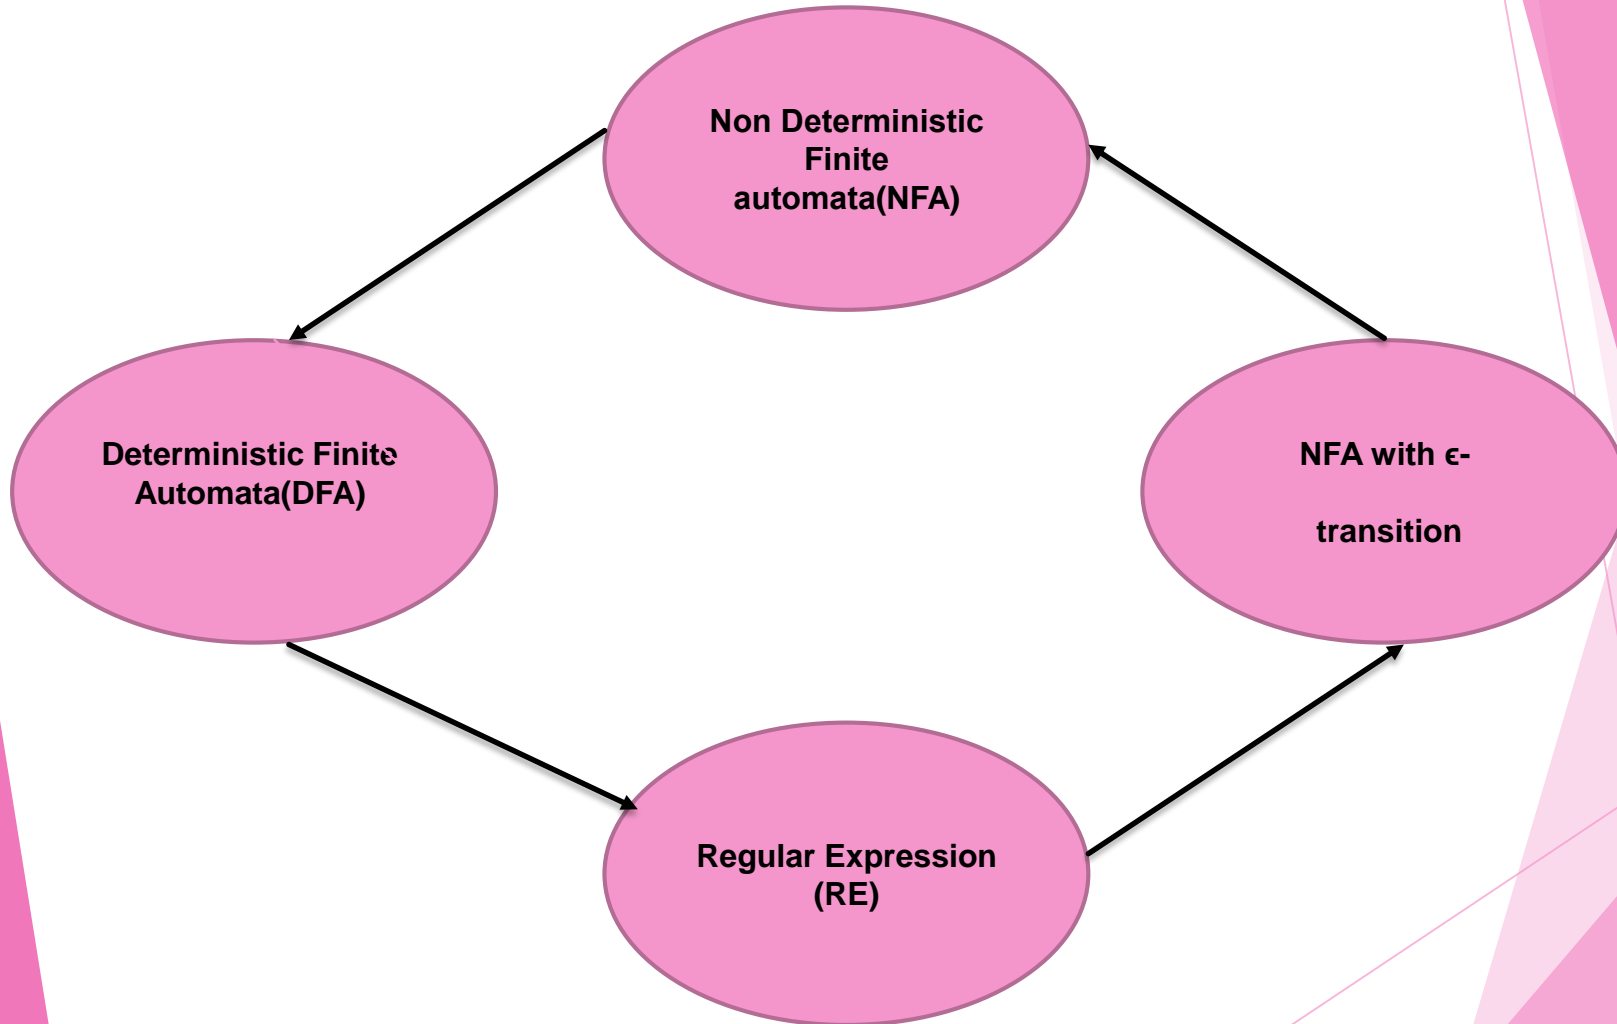 Non Deterministic
Finite
automata(NFA)
Deterministic Finite
Automata(DFA)
NFA with ϵ-
transition
Regular Expression
(RE)